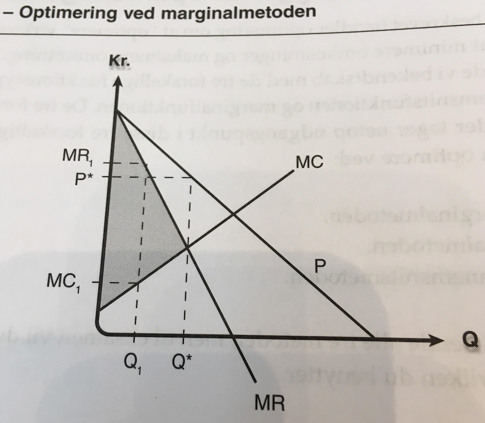 – Optimering ved marginalmetoden
Kr.
MR₁
P*
MC
P
MC₁
Q₁
Q*
Q
MR